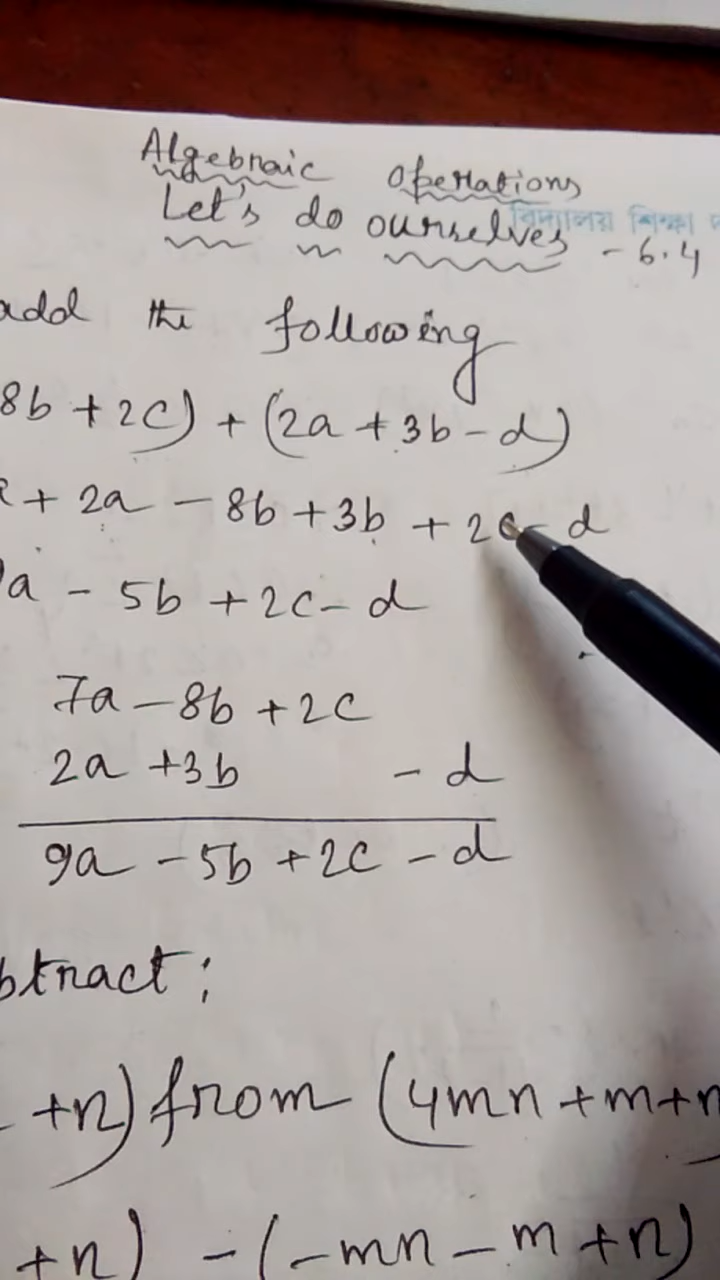 Algebraic Operations
Let's do ourselves - 6.4
বিদ্যালয় শিক্ষা
add the following
8b + 2c) + (2a + 3b - d)
+ 2a - 8b + 3b + 2c - d
a - 5b + 2c - d
7a - 8b + 2c
2a + 3b - d
9a - 5b + 2c - d
btract:
+n) from (4mn + m + n
+n) - (-mn - m + n)